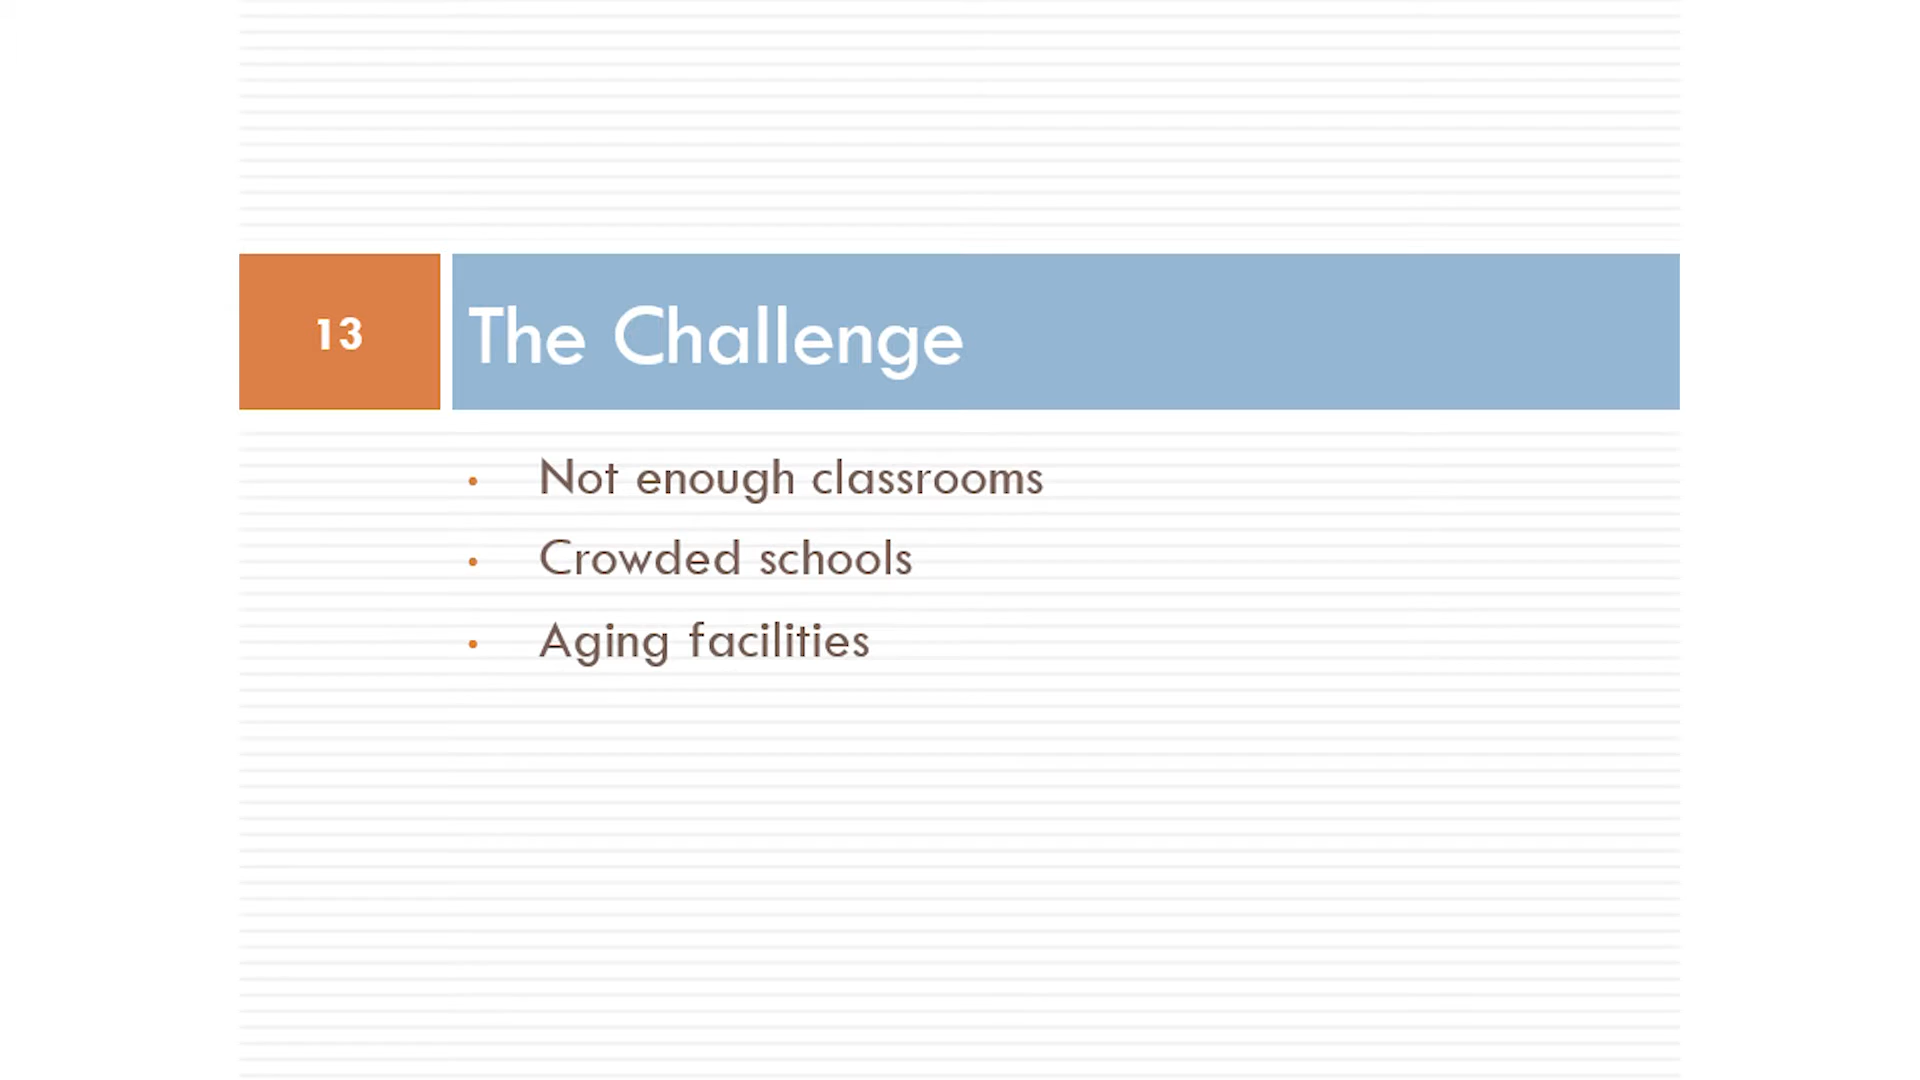 13
The Challenge
• Not enough classrooms
• Crowded schools
• Aging facilities